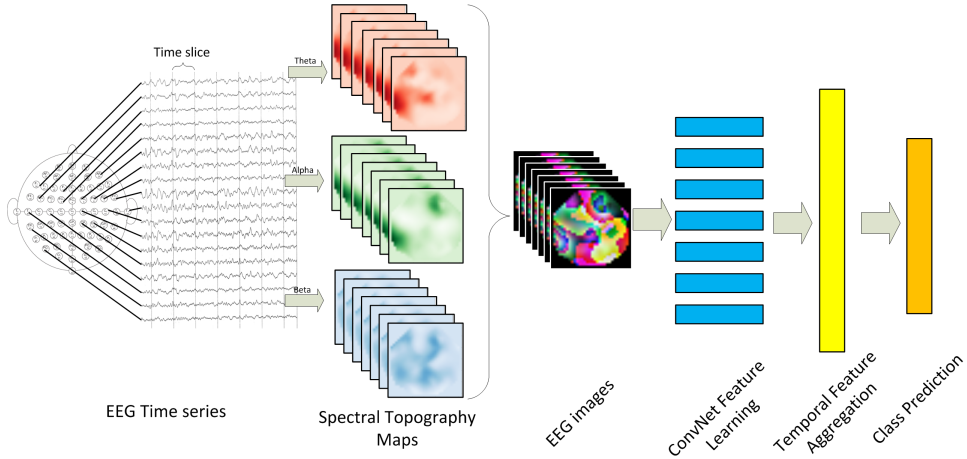 Time slice
Theta
Alpha
Beta
EEG Time series
Spectral Topography
Maps
EEG images
ConvNet Feature
Learning
Temporal Feature
Aggregation
Class Prediction